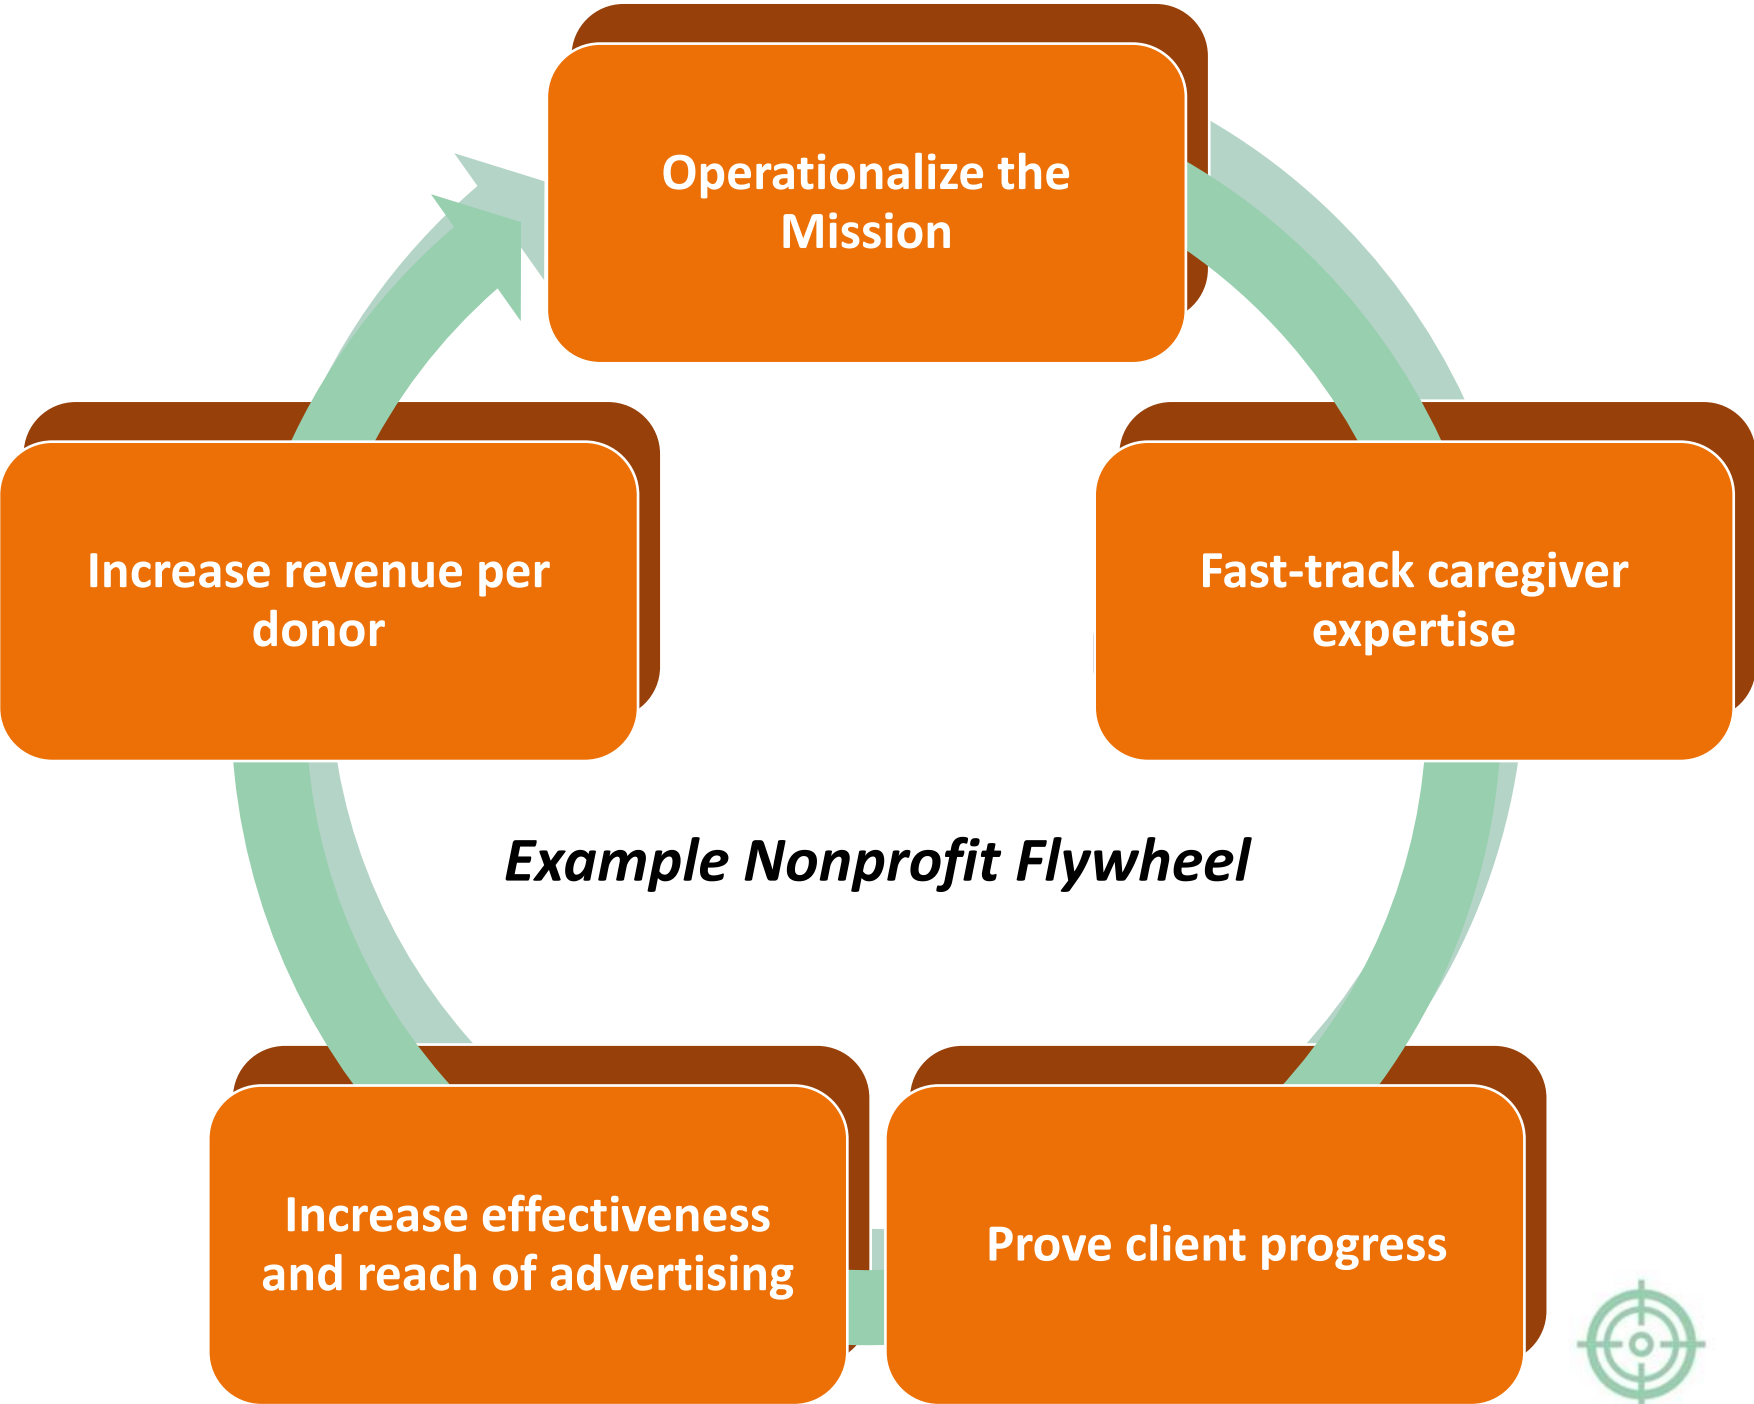 Operationalize the
Mission
Increase revenue per
donor
Fast-track caregiver
expertise
Example Nonprofit Flywheel
Increase effectiveness
and reach of advertising
Prove client progress